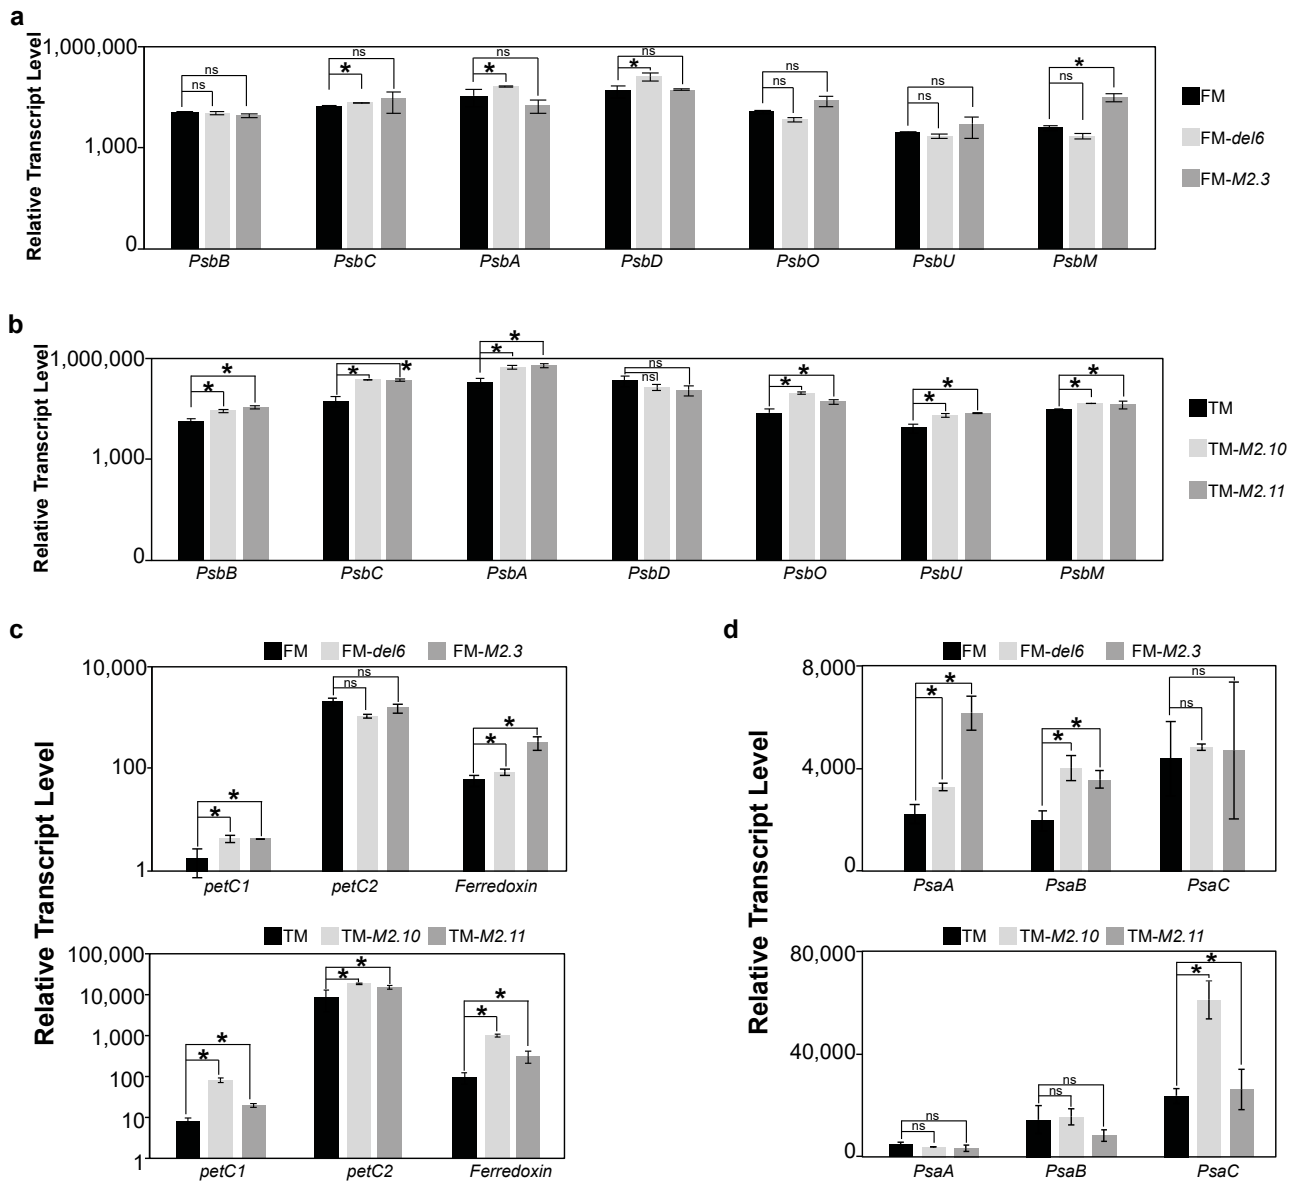 a
Relative Transcript Level
1,000,000
1,000
0
ns
ns
ns
*
ns
*
ns
*
ns
ns
ns
ns
*
ns
PsbB PsbC PsbA PsbD PsbO PsbU PsbM
FM
FM-del6
FM-M2.3
b
Relative Transcript Level
1,000,000
1,000
0
*
*
*
*
*
*
ns
ns
*
*
*
*
*
*
PsbB PsbC PsbA PsbD PsbO PsbU PsbM
TM
TM-M2.10
TM-M2.11
c
Relative Transcript Level
FM FM-del6 FM-M2.3
10,000
100
1
*
*
ns
ns
*
*
petC1 petC2 Ferredoxin
TM TM-M2.10 TM-M2.11
100,000
10,000
1,000
100
10
1
*
*
*
*
*
*
petC1 petC2 Ferredoxin
d
Relative Transcript Level
FM FM-del6 FM-M2.3
8,000
4,000
0
*
*
*
*
ns
ns
PsaA PsaB PsaC
TM TM-M2.10 TM-M2.11
80,000
40,000
0
ns
ns
ns
ns
*
*
PsaA PsaB PsaC